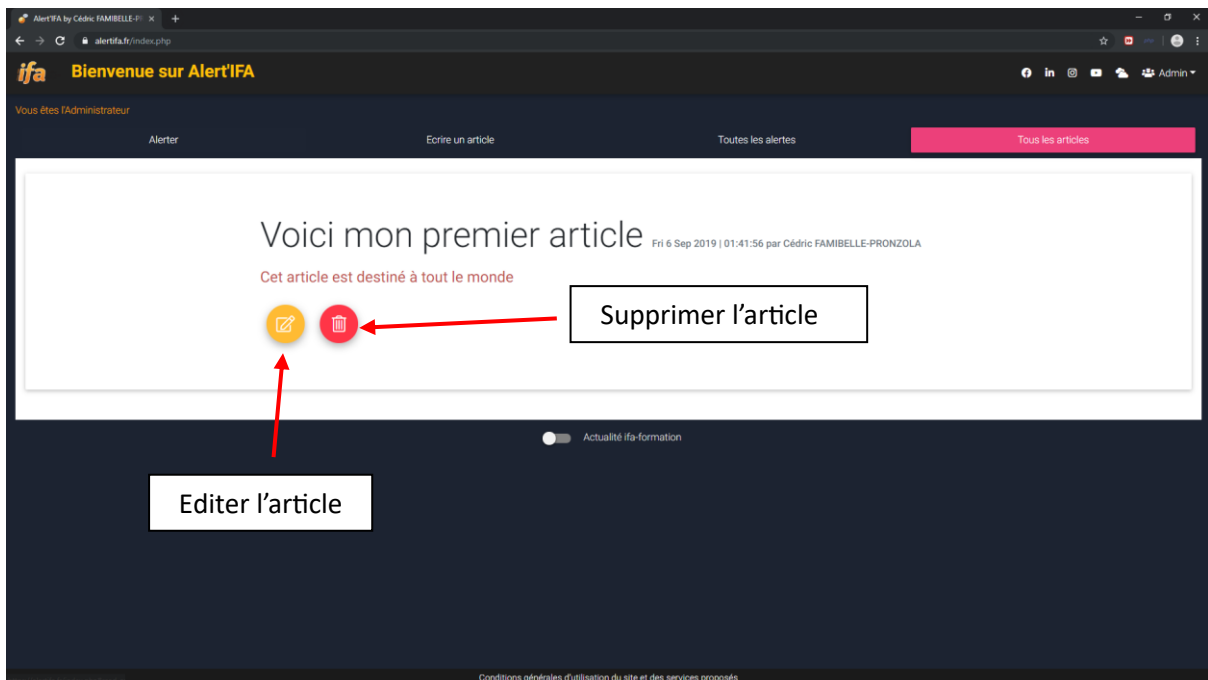 Alert'IFA by Cédric FAMIBELLE-P
alertifa.fr/index.php
ifa Bienvenue sur Alert'IFA
Admin
Vous êtes l'Administrateur
Alerter Ecrire un article Toutes les alertes Tous les articles
Voici mon premier article Fri 6 Sep 2019 | 01:41:56 par Cédric FAMIBELLE-PRONZOLA
Cet article est destiné à tout le monde
Supprimer l'article
Actualité ifa-formation
Editer l'article
Conditions générales d'utilisation du site et des services proposés